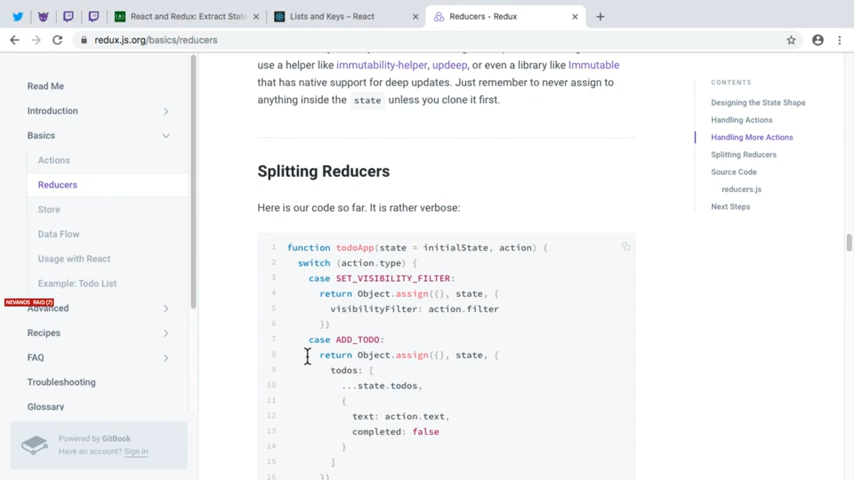 React and Redux: Extract State
Lists and Keys – React
Reducers - Redux
redux.js.org/basics/reducers
Read Me
Introduction
Basics
Actions
Reducers
Store
Data Flow
Usage with React
Example: Todo List
NEVANOS_RAID (7)
Advanced
Recipes
FAQ
Troubleshooting
Glossary
Powered by GitBook
Have an account? Sign in
use a helper like immutability-helper, updeep, or even a library like Immutable
that has native support for deep updates. Just remember to never assign to
anything inside the state unless you clone it first.
Splitting Reducers
Here is our code so far. It is rather verbose:
1 function todoApp(state = initialState, action) {
2 switch (action.type) {
3 case SET_VISIBILITY_FILTER:
4 return Object.assign({}, state, {
5 visibilityFilter: action.filter
6 })
7 case ADD_TODO:
8 return Object.assign({}, state, {
9 todos: [
10 ...state.todos,
11 {
12 text: action.text,
13 completed: false
14 }
15 ]
16 })
CONTENTS
Designing the State Shape
Handling Actions
Handling More Actions
Splitting Reducers
Source Code
reducers.js
Next Steps